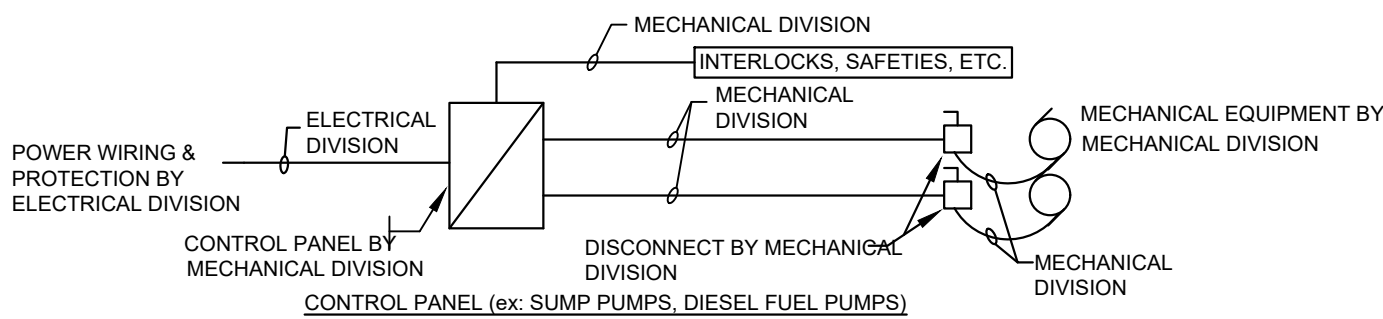 MECHANICAL DIVISION
INTERLOCKS, SAFETIES, ETC.
MECHANICAL
DIVISION
ELECTRICAL
DIVISION
POWER WIRING &
PROTECTION BY
ELECTRICAL DIVISION
MECHANICAL EQUIPMENT BY
MECHANICAL DIVISION
CONTROL PANEL BY
MECHANICAL DIVISION
DISCONNECT BY MECHANICAL
DIVISION
MECHANICAL
DIVISION
CONTROL PANEL (ex: SUMP PUMPS, DIESEL FUEL PUMPS)